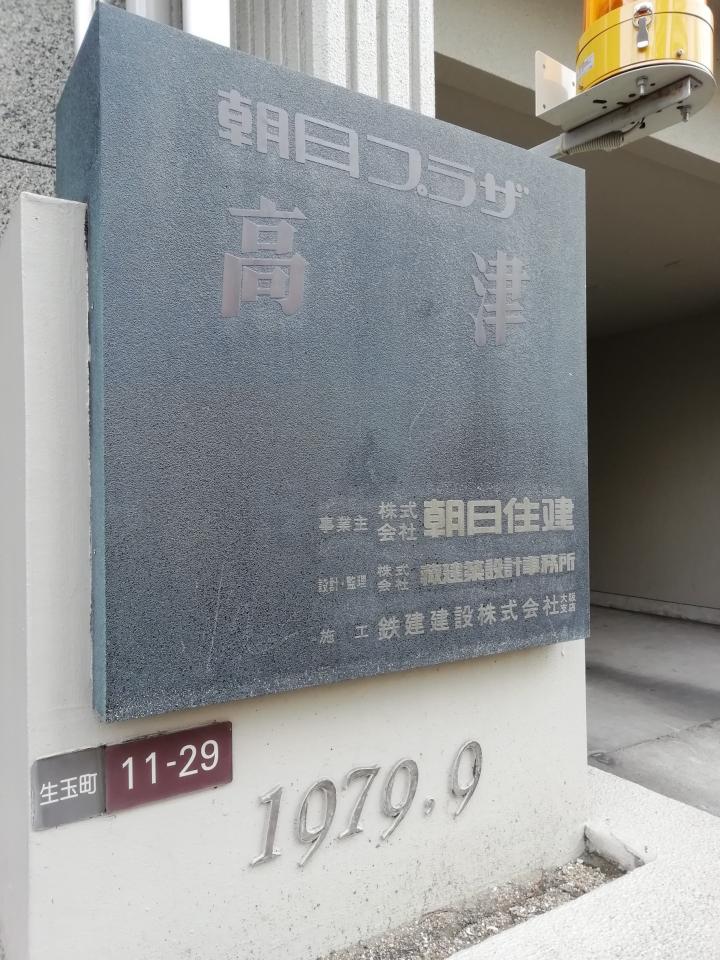 朝日プラザ
高津
事業主 株式会社 朝日住建
設計・監理 株式会社 蔵建築設計事務所
施工 鉄建建設株式会社 大阪支店
生玉町 11-29
1979.9